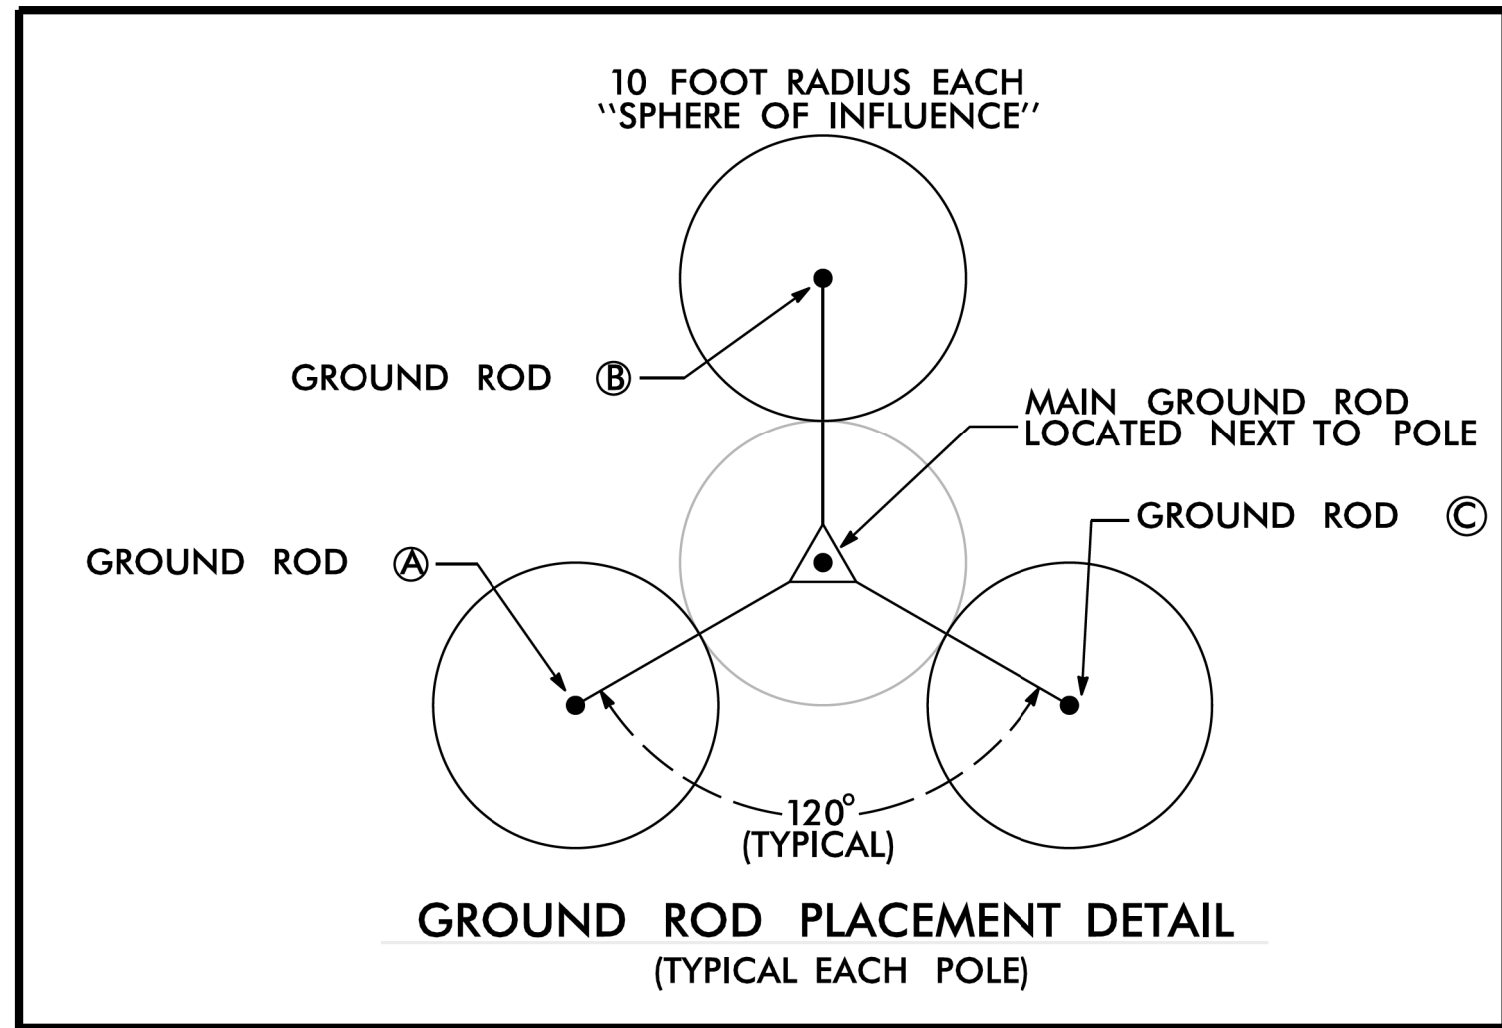 10 FOOT RADIUS EACH
‘‘SPHERE OF INFLUENCE’’
GROUND ROD Ⓑ
MAIN GROUND ROD
LOCATED NEXT TO POLE
GROUND ROD Ⓒ
GROUND ROD Ⓐ
120°
(TYPICAL)
GROUND ROD PLACEMENT DETAIL
(TYPICAL EACH POLE)